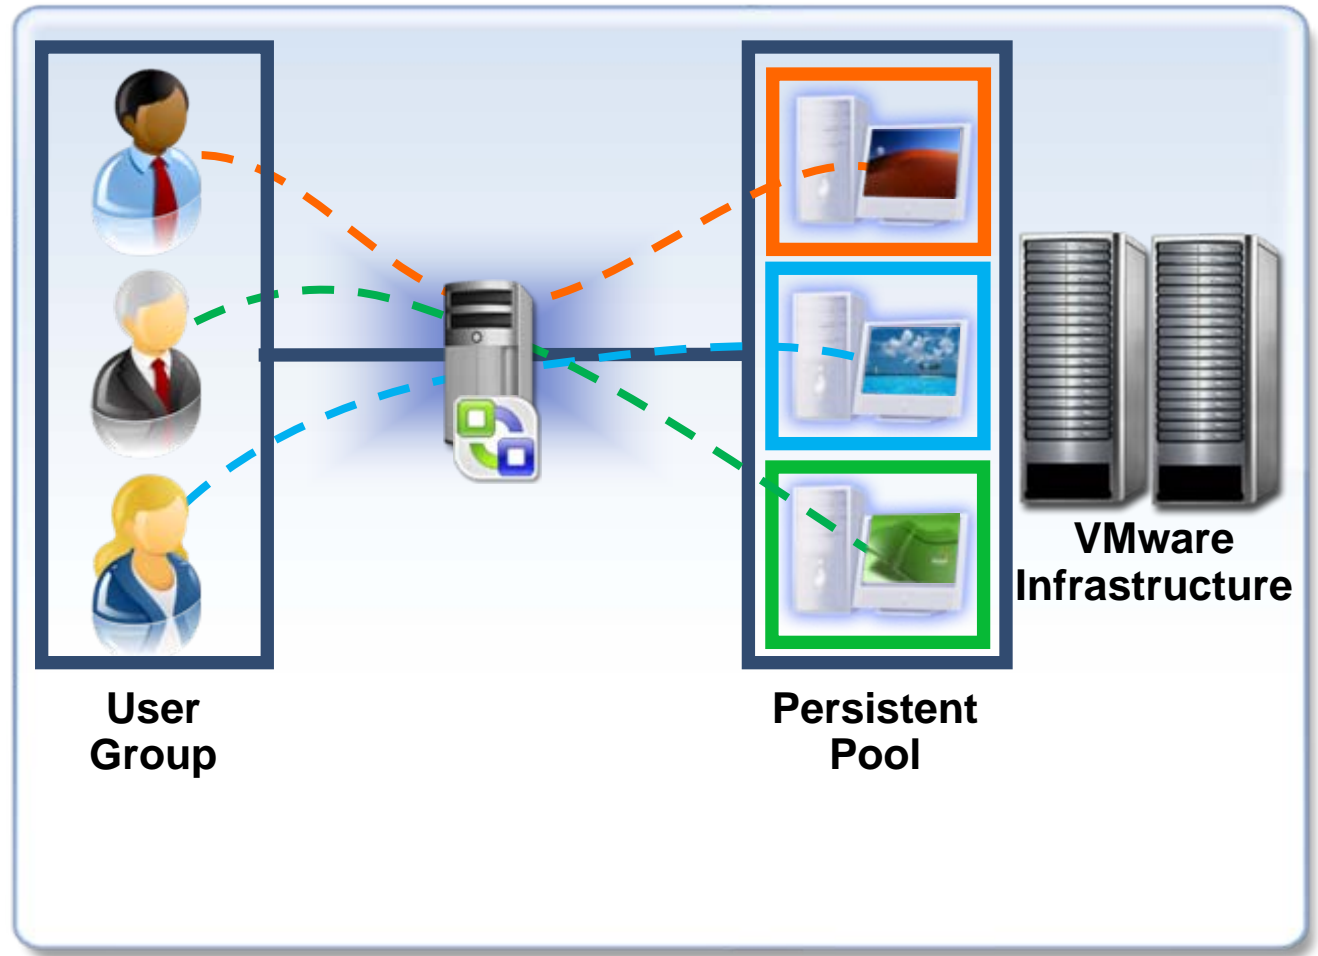 User
Group
Persistent
Pool
VMware
Infrastructure